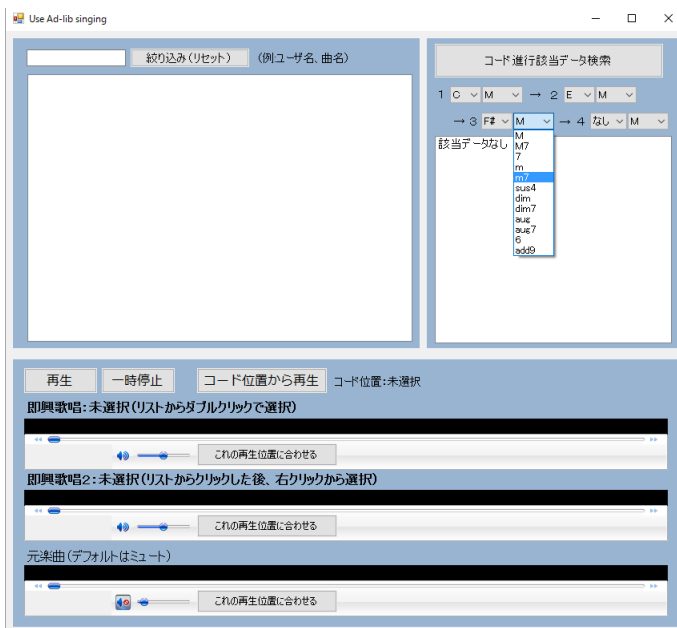 Use Ad-lib singing
絞り込み(リセット) (例:ユーザ名、曲名)
コード進行該当データ検索
1 C M → 2 E M
→ 3 F# M → 4 なし M
該当データなし
M
M7
7
m
m7
sus4
dim
dim7
aug
aug7
6
add9
再生 一時停止 コード位置から再生 コード位置:未選択
即興歌唱:未選択(リストからダブルクリックで選択)
これの再生位置に合わせる
即興歌唱2:未選択(リストからクリックした後、右クリックから選択)
これの再生位置に合わせる
元楽曲(デフォルトはミュート)
これの再生位置に合わせる